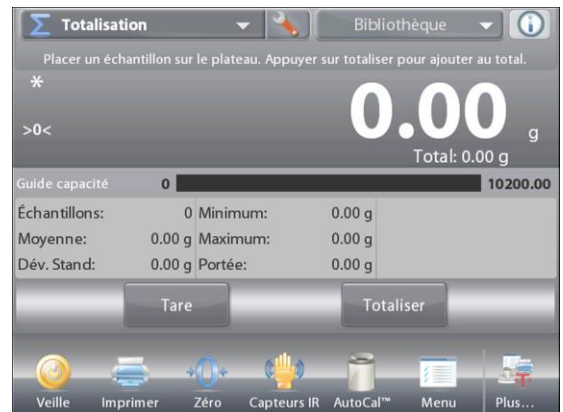 Σ Totalisation Bibliothèque
Placer un échantillon sur le plateau. Appuyer sur totaliser pour ajouter au total.
*
>0< 0.00 g
Total: 0.00 g
Guide capacité 0 10200.00
Échantillons: 0 Minimum: 0.00 g
Moyenne: 0.00 g Maximum: 0.00 g
Dév. Stand: 0.00 g Portée: 0.00 g
Tare Totaliser
Veille Imprimer Zéro Capteurs IR AutoCal™ Menu Plus...